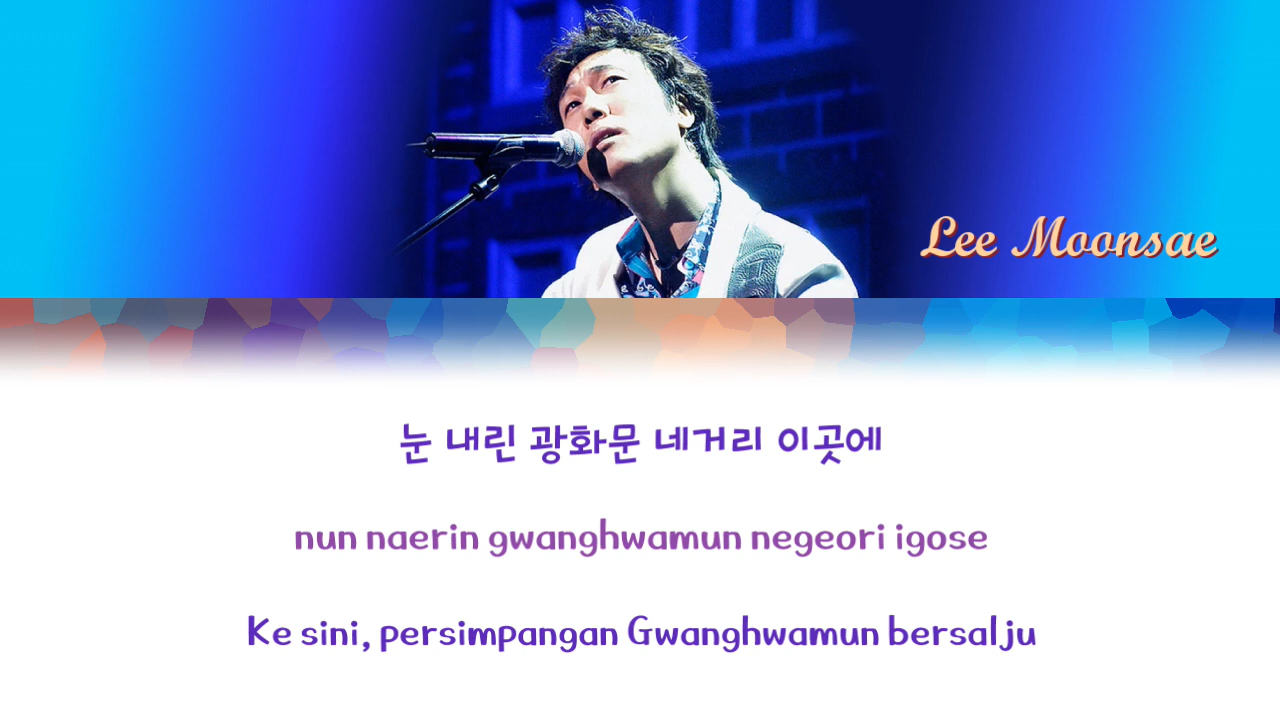 Lee Moonsae
눈 내린 광화문 네거리 이곳에
nun naerin gwanghwamun negeori igose
Ke sini, persimpangan Gwanghwamun bersalju